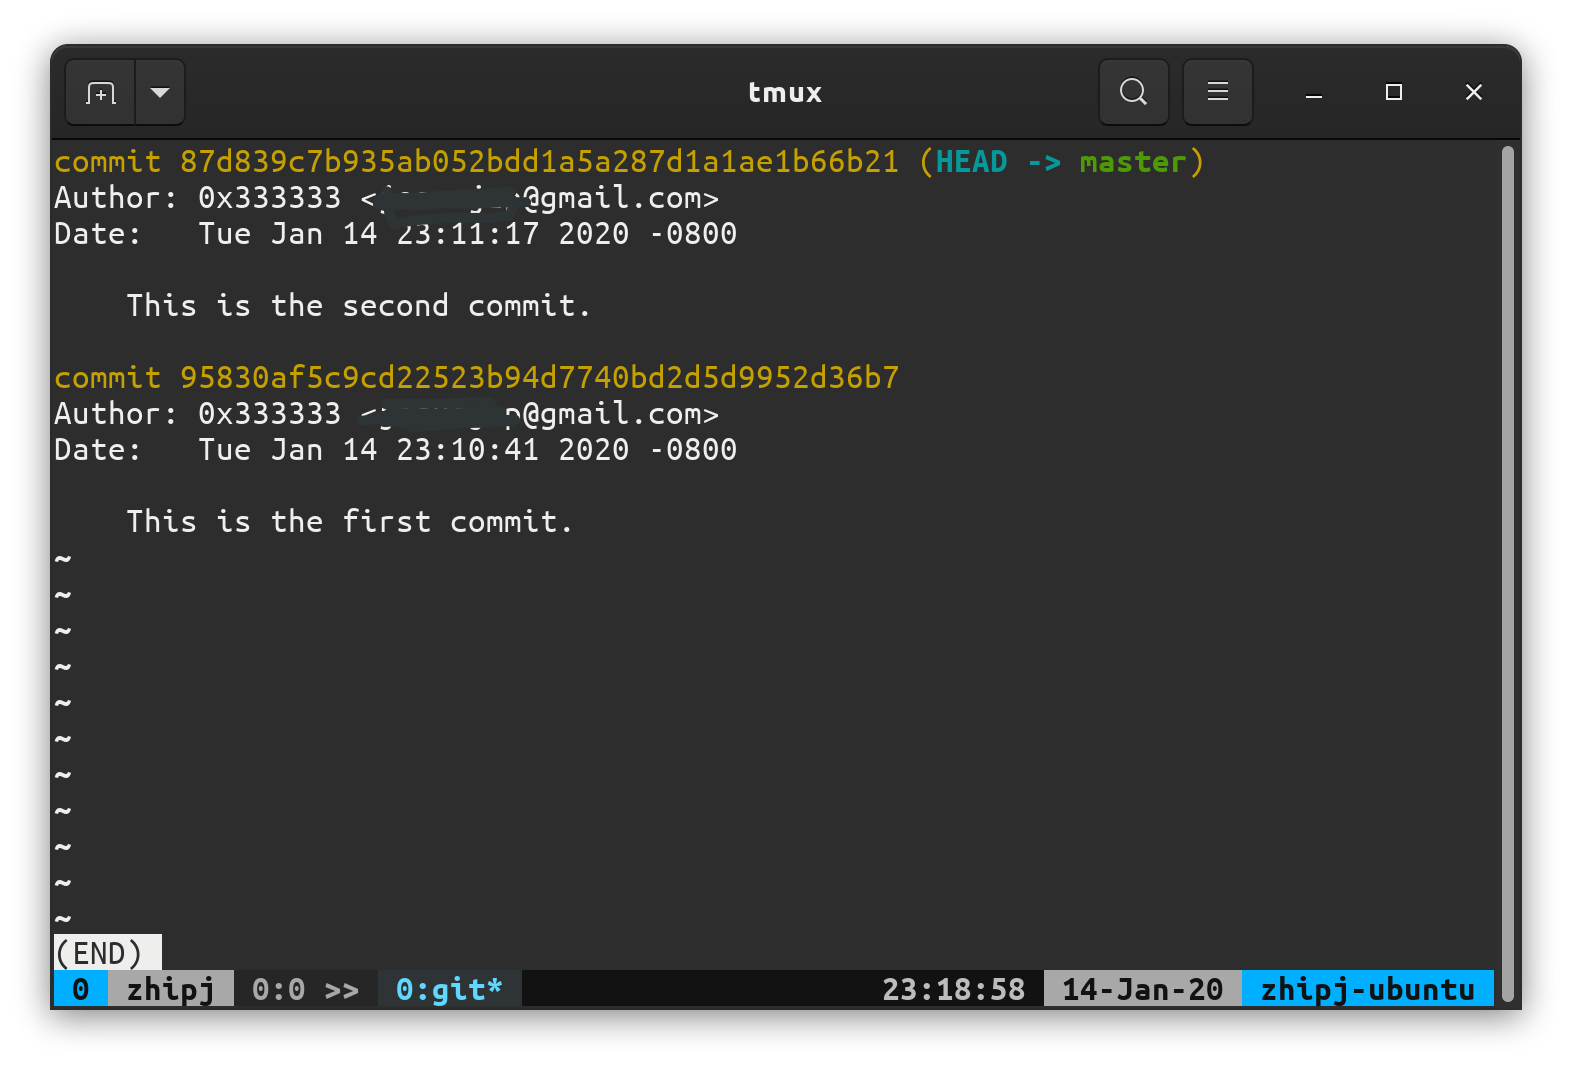 tmux
commit 87d839c7b935ab052bdd1a5a287d1a1ae1b66b21 (HEAD -> master)
Author: 0x333333 < @gmail.com>
Date:   Tue Jan 14 23:11:17 2020 -0800
    This is the second commit.
commit 95830af5c9cd22523b94d7740bd2d5d9952d36b7
Author: 0x333333 < @gmail.com>
Date:   Tue Jan 14 23:10:41 2020 -0800
    This is the first commit.
~
~
~
~
~
~
~
~
~
~
~
(END)
0 zhipj 0:0 >> 0:git* 23:18:58 14-Jan-20 zhipj-ubuntu